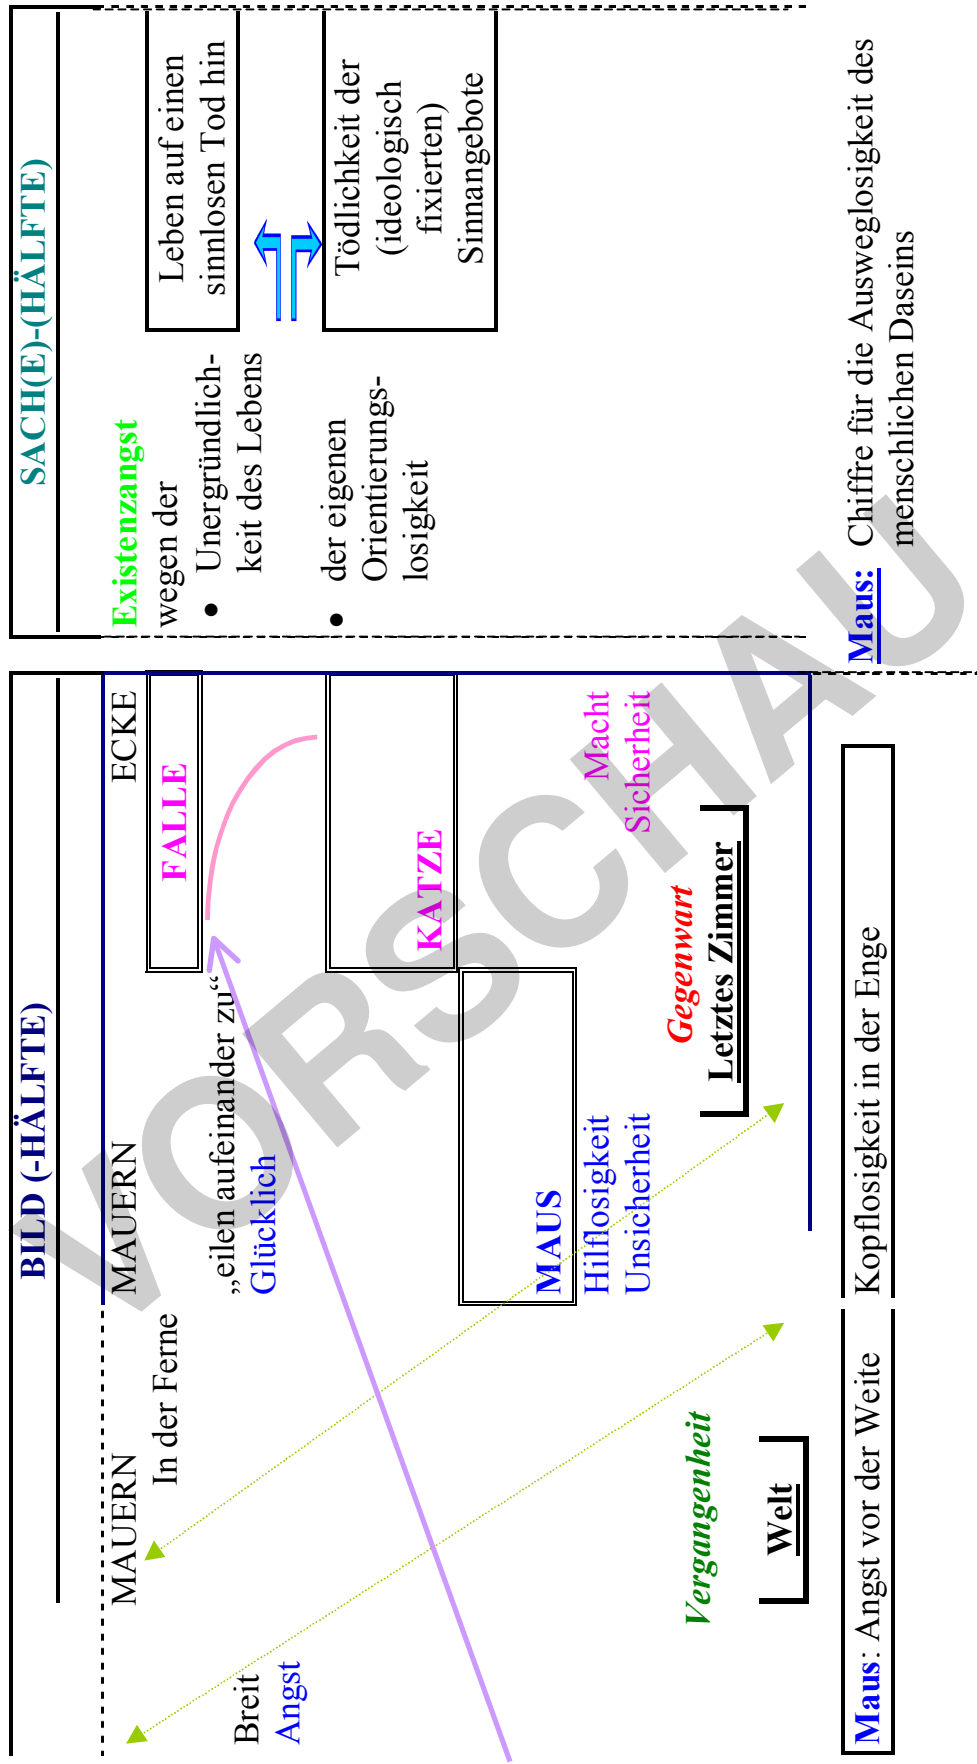 BILD (-HÄLFTE)
MAUERN
MAUERN
ECKE
In der Ferne
FALLE
Breit
Angst
„eilen aufeinander zu“
Glücklich
KATZE
MAUS
Hilflosigkeit
Unsicherheit
Macht
Sicherheit
Vergangenheit
Welt
Gegenwart
Letztes Zimmer
Maus: Angst vor der Weite
Kopflosigkeit in der Enge
SACH(E)-(HÄLFTE)
Existenzangst
wegen der
• Unergründlich-
keit des Lebens
• der eigenen
Orientierungs-
losigkeit
Leben auf einen
sinnlosen Tod hin
Tödlichkeit der
(ideologisch
fixierten)
Sinnangebote
Maus: Chiffre für die Ausweglosigkeit des
menschlichen Daseins
VORSCHAU